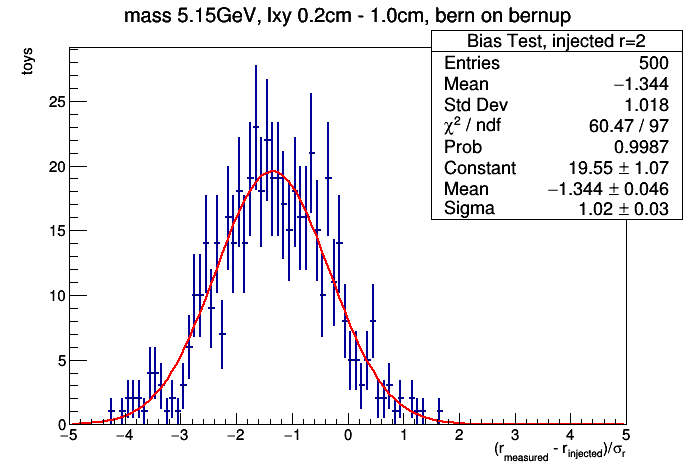 mass 5.15GeV, lxy 0.2cm - 1.0cm, bern on bernup
Bias Test, injected r=2
Entries 500
Mean −1.344
Std Dev 1.018
χ² / ndf 60.47 / 97
Prob 0.9987
Constant 19.55 ± 1.07
Mean −1.344 ± 0.046
Sigma 1.02 ± 0.03
toys
25
20
15
10
5
0
−5 −4 −3 −2 −1 0 1 2 3 4 5
(r_measured - r_injected)/σ_r